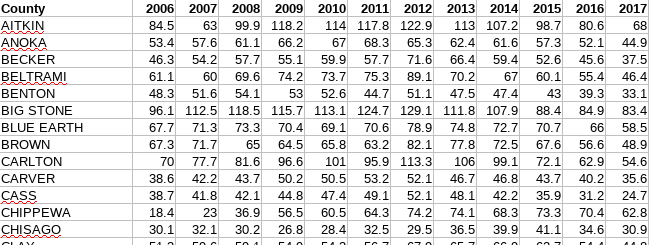 County 2006 2007 2008 2009 2010 2011 2012 2013 2014 2015 2016 2017
AITKIN 84.5 63 99.9 118.2 114 117.8 122.9 113 107.2 98.7 80.6 68
ANOKA 53.4 57.6 61.1 66.2 67 68.3 65.3 62.4 61.6 57.3 52.1 44.9
BECKER 46.3 54.2 57.7 55.1 59.9 57.7 71.6 66.4 59.4 52.6 45.6 37.5
BELTRAMI 61.1 60 69.6 74.2 73.7 75.3 89.1 70.2 67 60.1 55.4 46.4
BENTON 48.3 51.6 54.1 53 52.6 44.7 51.1 47.5 47.4 43 39.3 33.1
BIG STONE 96.1 112.5 118.5 115.7 113.1 124.7 129.1 111.8 107.9 88.4 84.9 83.4
BLUE EARTH 67.7 71.3 73.3 70.4 69.1 70.6 78.9 74.8 72.7 70.7 66 58.5
BROWN 67.3 71.7 65 64.5 65.8 63.2 82.1 77.8 72.5 67.6 56.6 48.9
CARLTON 70 77.7 81.6 96.6 101 95.9 113.3 106 99.1 72.1 62.9 54.6
CARVER 38.6 42.2 43.7 50.2 50.5 53.2 52.1 46.7 46.8 43.7 40.2 35.6
CASS 38.7 41.8 42.1 44.8 47.4 49.1 52.1 48.1 42.2 35.9 31.2 24.7
CHIPPEWA 18.4 23 36.9 56.5 60.5 64.3 74.2 74.1 68.3 73.3 70.4 62.8
CHISAGO 30.1 32.1 30.2 26.8 28.4 32.5 29.5 36.5 39.9 41.1 34.6 30.9